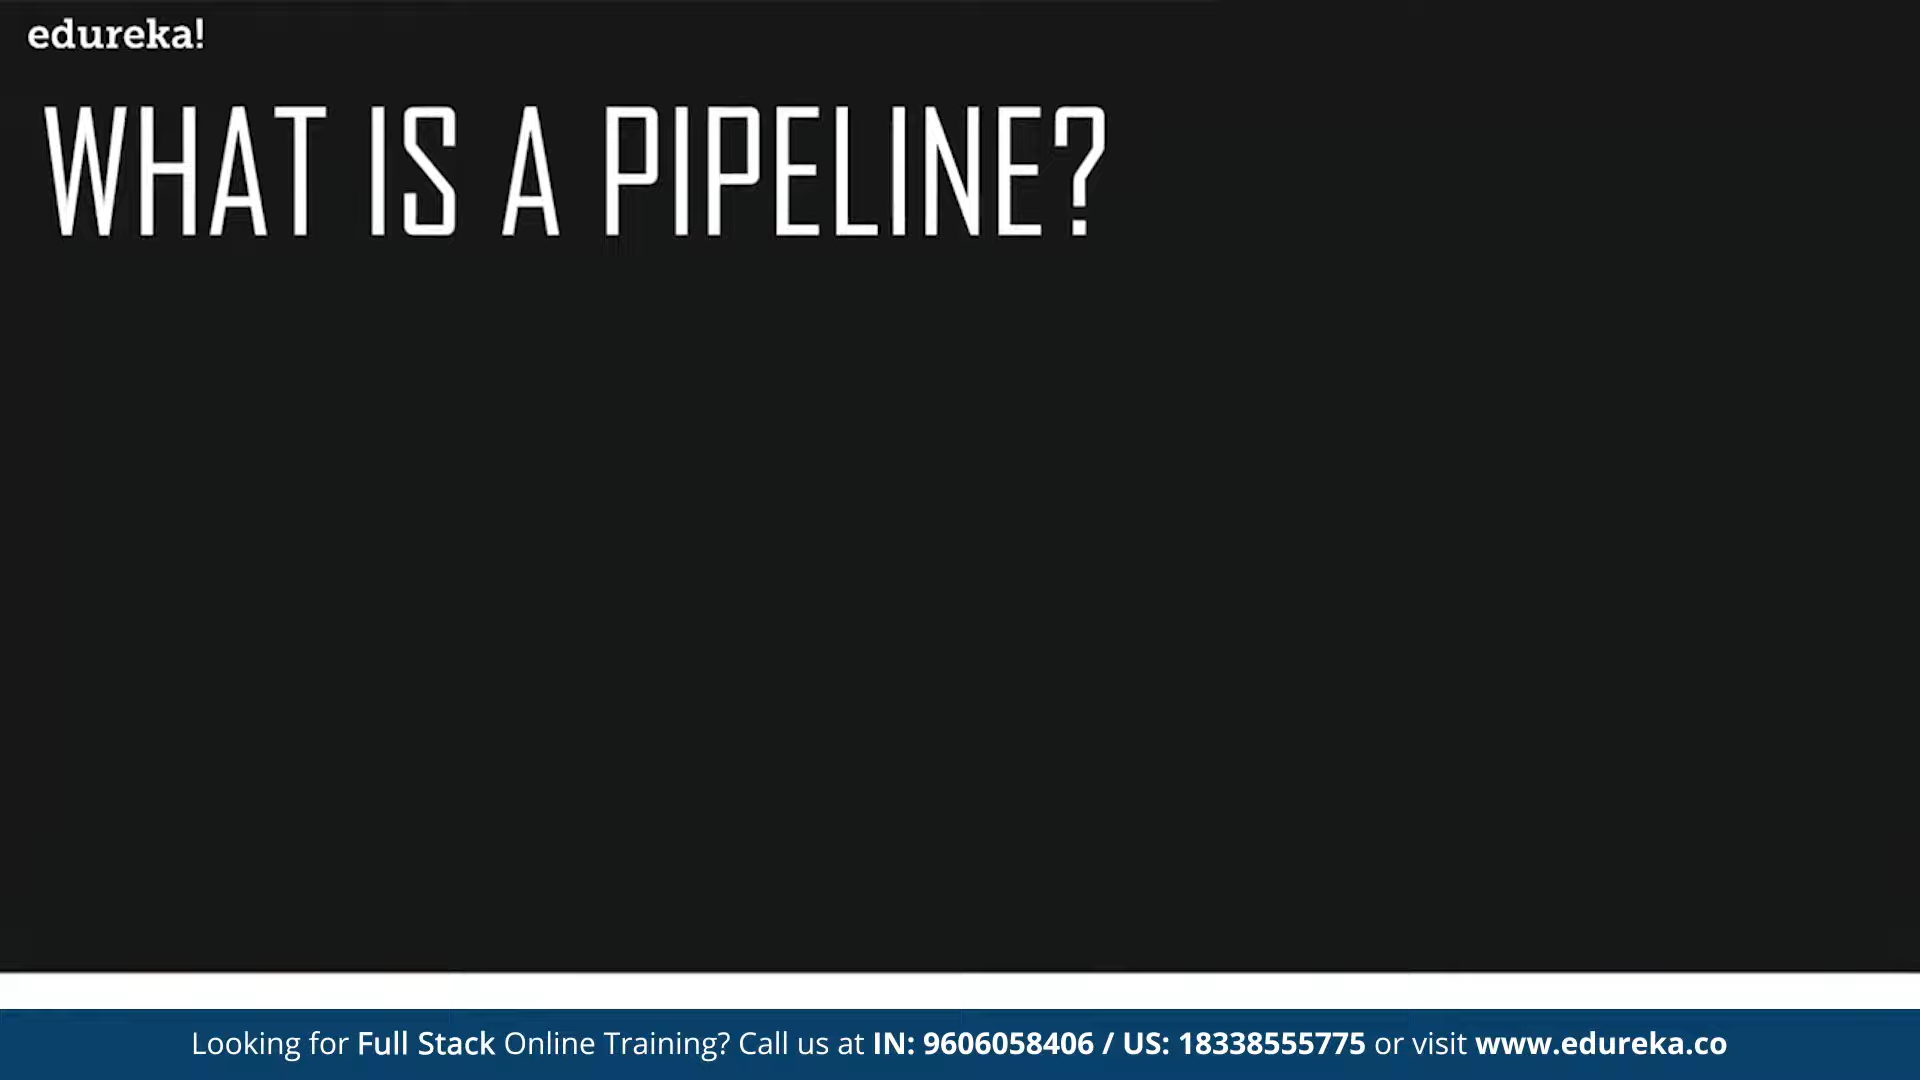 edureka!
WHAT IS A PIPELINE?
Looking for Full Stack Online Training? Call us at IN: 9606058406 / US: 18338555775 or visit www.edureka.co